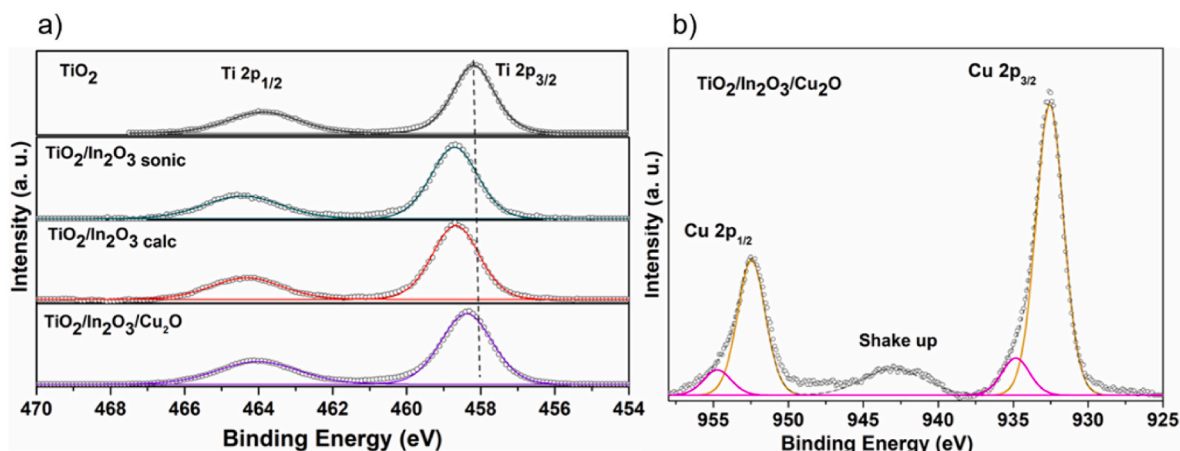 a)
TiO2
Ti 2p1/2
Ti 2p3/2
TiO2/In2O3 sonic
TiO2/In2O3 calc
TiO2/In2O3/Cu2O
Intensity (a. u.)
470 468 466 464 462 460 458 456 454
Binding Energy (eV)
b)
TiO2/In2O3/Cu2O
Cu 2p3/2
Cu 2p1/2
Shake up
Intensity (a. u.)
955 950 945 940 935 930 925
Binding Energy (eV)